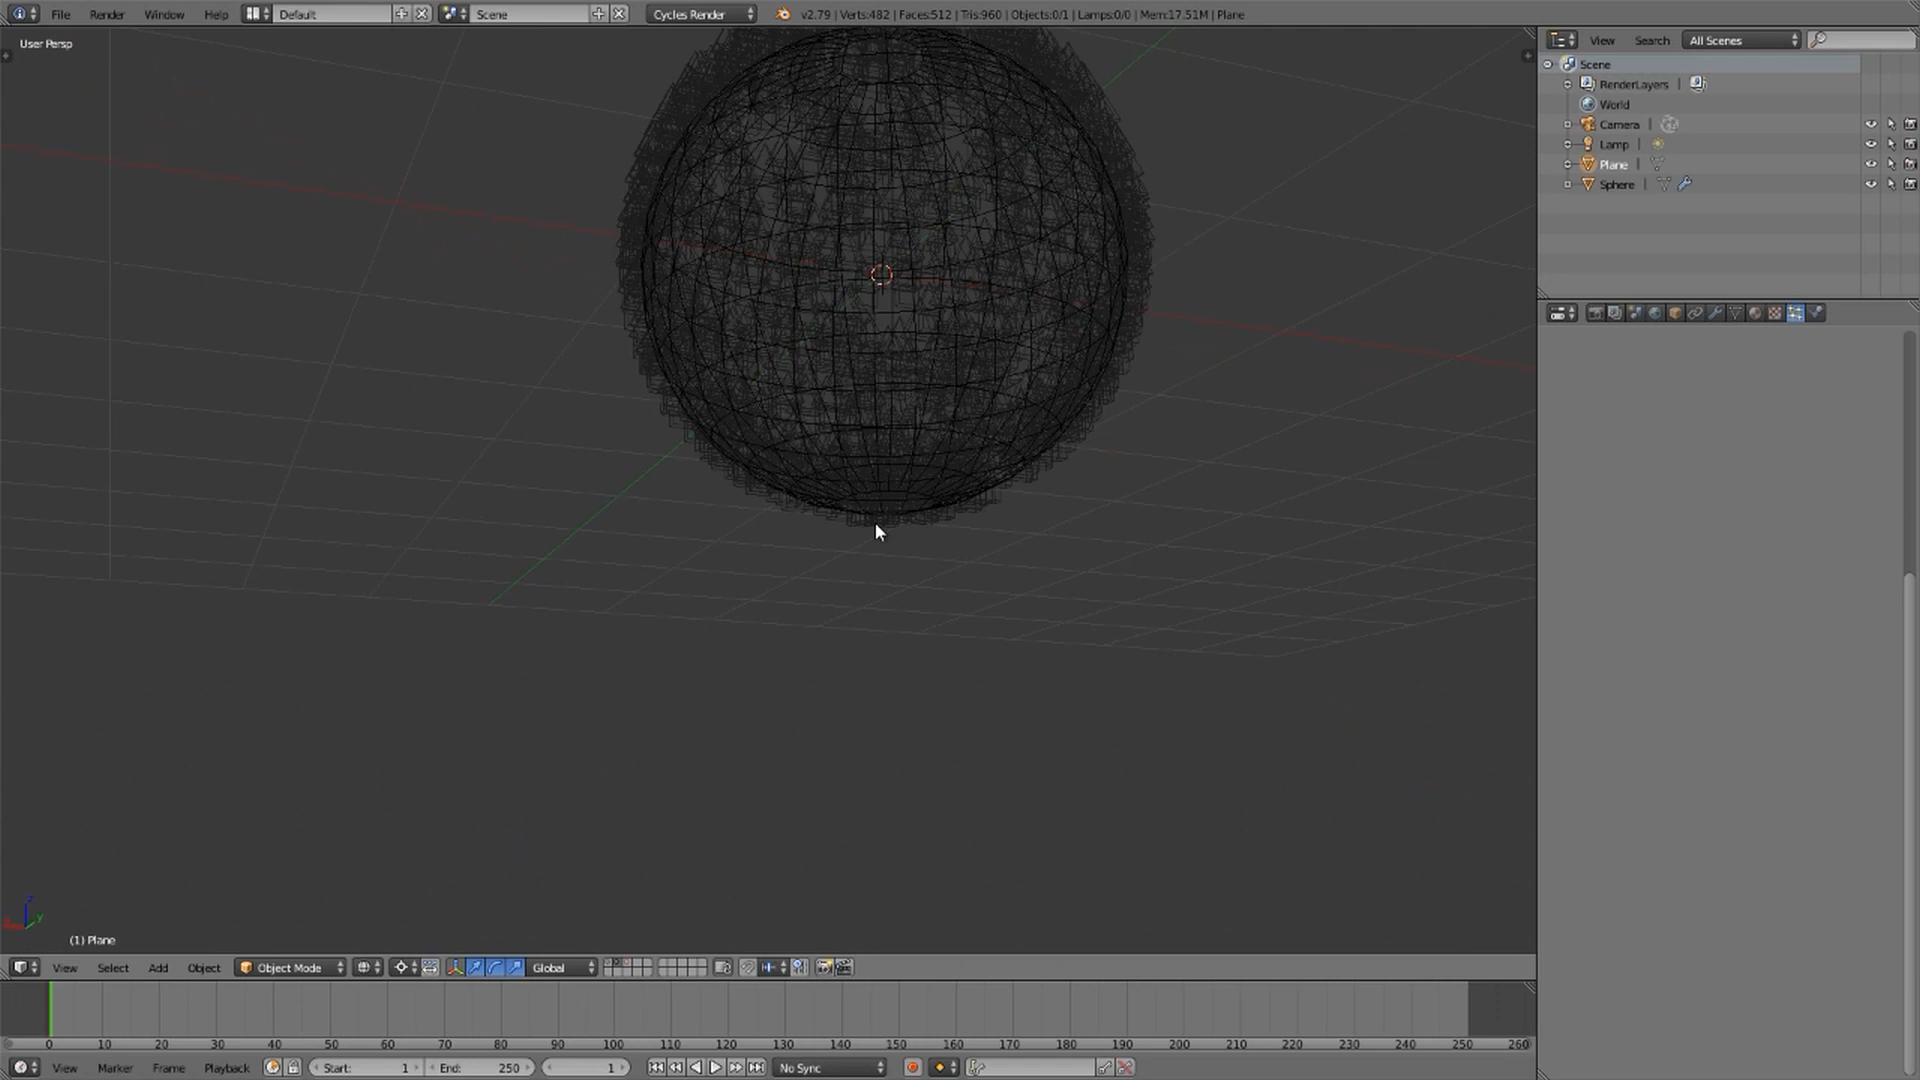 File Render Window Help Default Scene Cycles Render v2.79 | Verts:482 | Faces:512 | Tris:960 | Objects:0/1 | Lamps:0/0 | Mem:17.51M | Plane
User Persp
View Search All Scenes
Scene
RenderLayers |
World
Camera |
Lamp |
Plane |
Sphere |
z
y
(1) Plane
View Select Add Object Object Mode Global
0 10 20 30 40 50 60 70 80 90 100 110 120 130 140 150 160 170 180 190 200 210 220 230 240 250 260
View Marker Frame Playback Start: 1 End: 250 1 No Sync